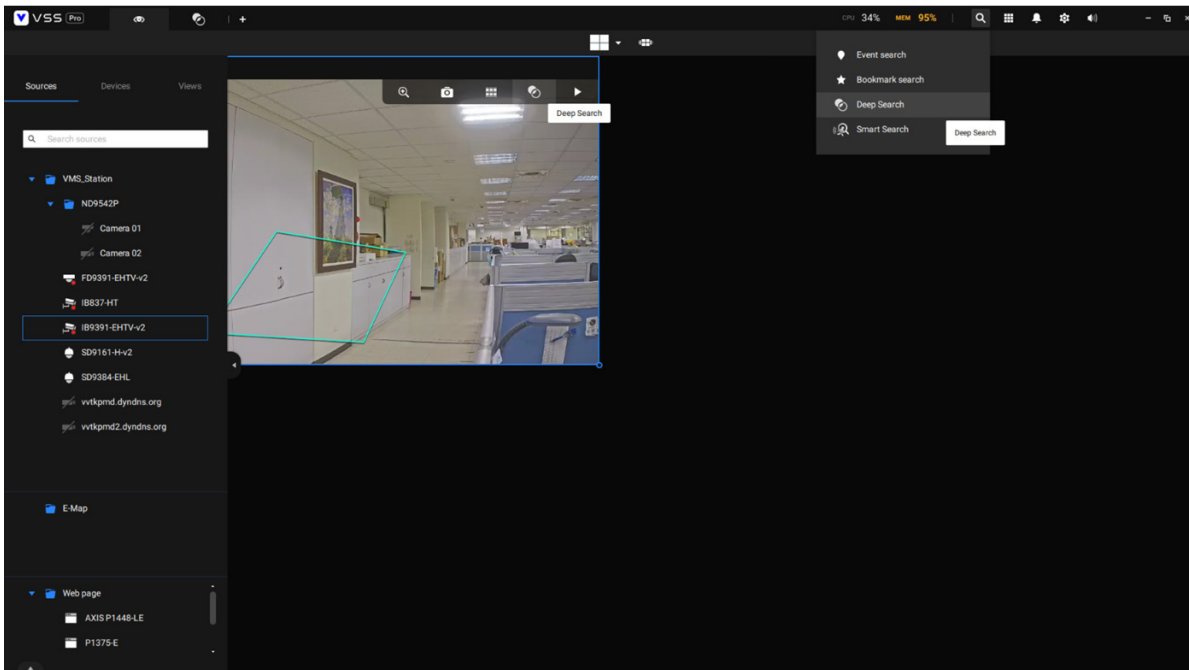 VSS Pro
+
CPU 34% MEM 95%
Event search
Bookmark search
Deep Search
Smart Search
Deep Search
Deep Search
Sources Devices Views
Search sources
VMS_Station
ND9542P
Camera 01
Camera 02
FD9391-EHTV-v2
IB837-HT
IB9391-EHTV-v2
SD9161-H-v2
SD9384-EHL
vvtkpmd.dyndns.org
vvtkpmd2.dyndns.org
E-Map
Web page
AXIS P1448-LE
P1375-E